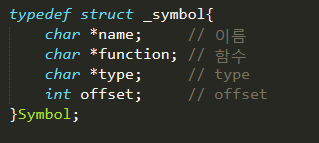 typedef struct _symbol{
    char *name;     // 이름
    char *function; // 함수
    char *type;     // type
    int offset;     // offset
}Symbol;